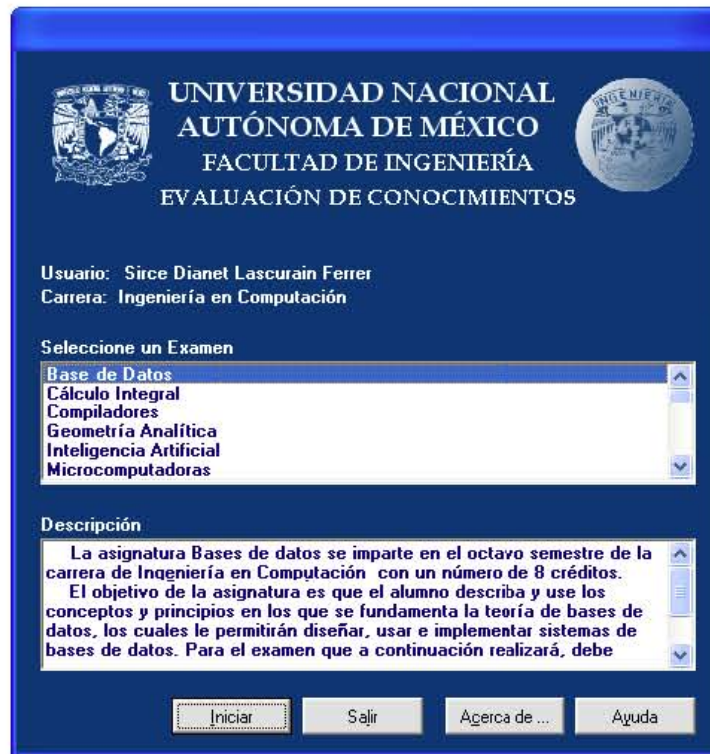 UNIVERSIDAD NACIONAL
AUTÓNOMA DE MÉXICO
FACULTAD DE INGENIERÍA
EVALUACIÓN DE CONOCIMIENTOS
INGENIERIA
Usuario: Sirce Dianet Lascurain Ferrer
Carrera: Ingeniería en Computación
Seleccione un Examen
Base de Datos
Cálculo Integral
Compiladores
Geometría Analítica
Inteligencia Artificial
Microcomputadoras
Descripción
La asignatura Bases de datos se imparte en el octavo semestre de la
carrera de Ingeniería en Computación con un número de 8 créditos.
El objetivo de la asignatura es que el alumno describa y use los
conceptos y principios en los que se fundamenta la teoría de bases de
datos, los cuales le permitirán diseñar, usar e implementar sistemas de
bases de datos. Para el examen que a continuación realizará, debe
Iniciar
Salir
Acerca de ...
Ayuda